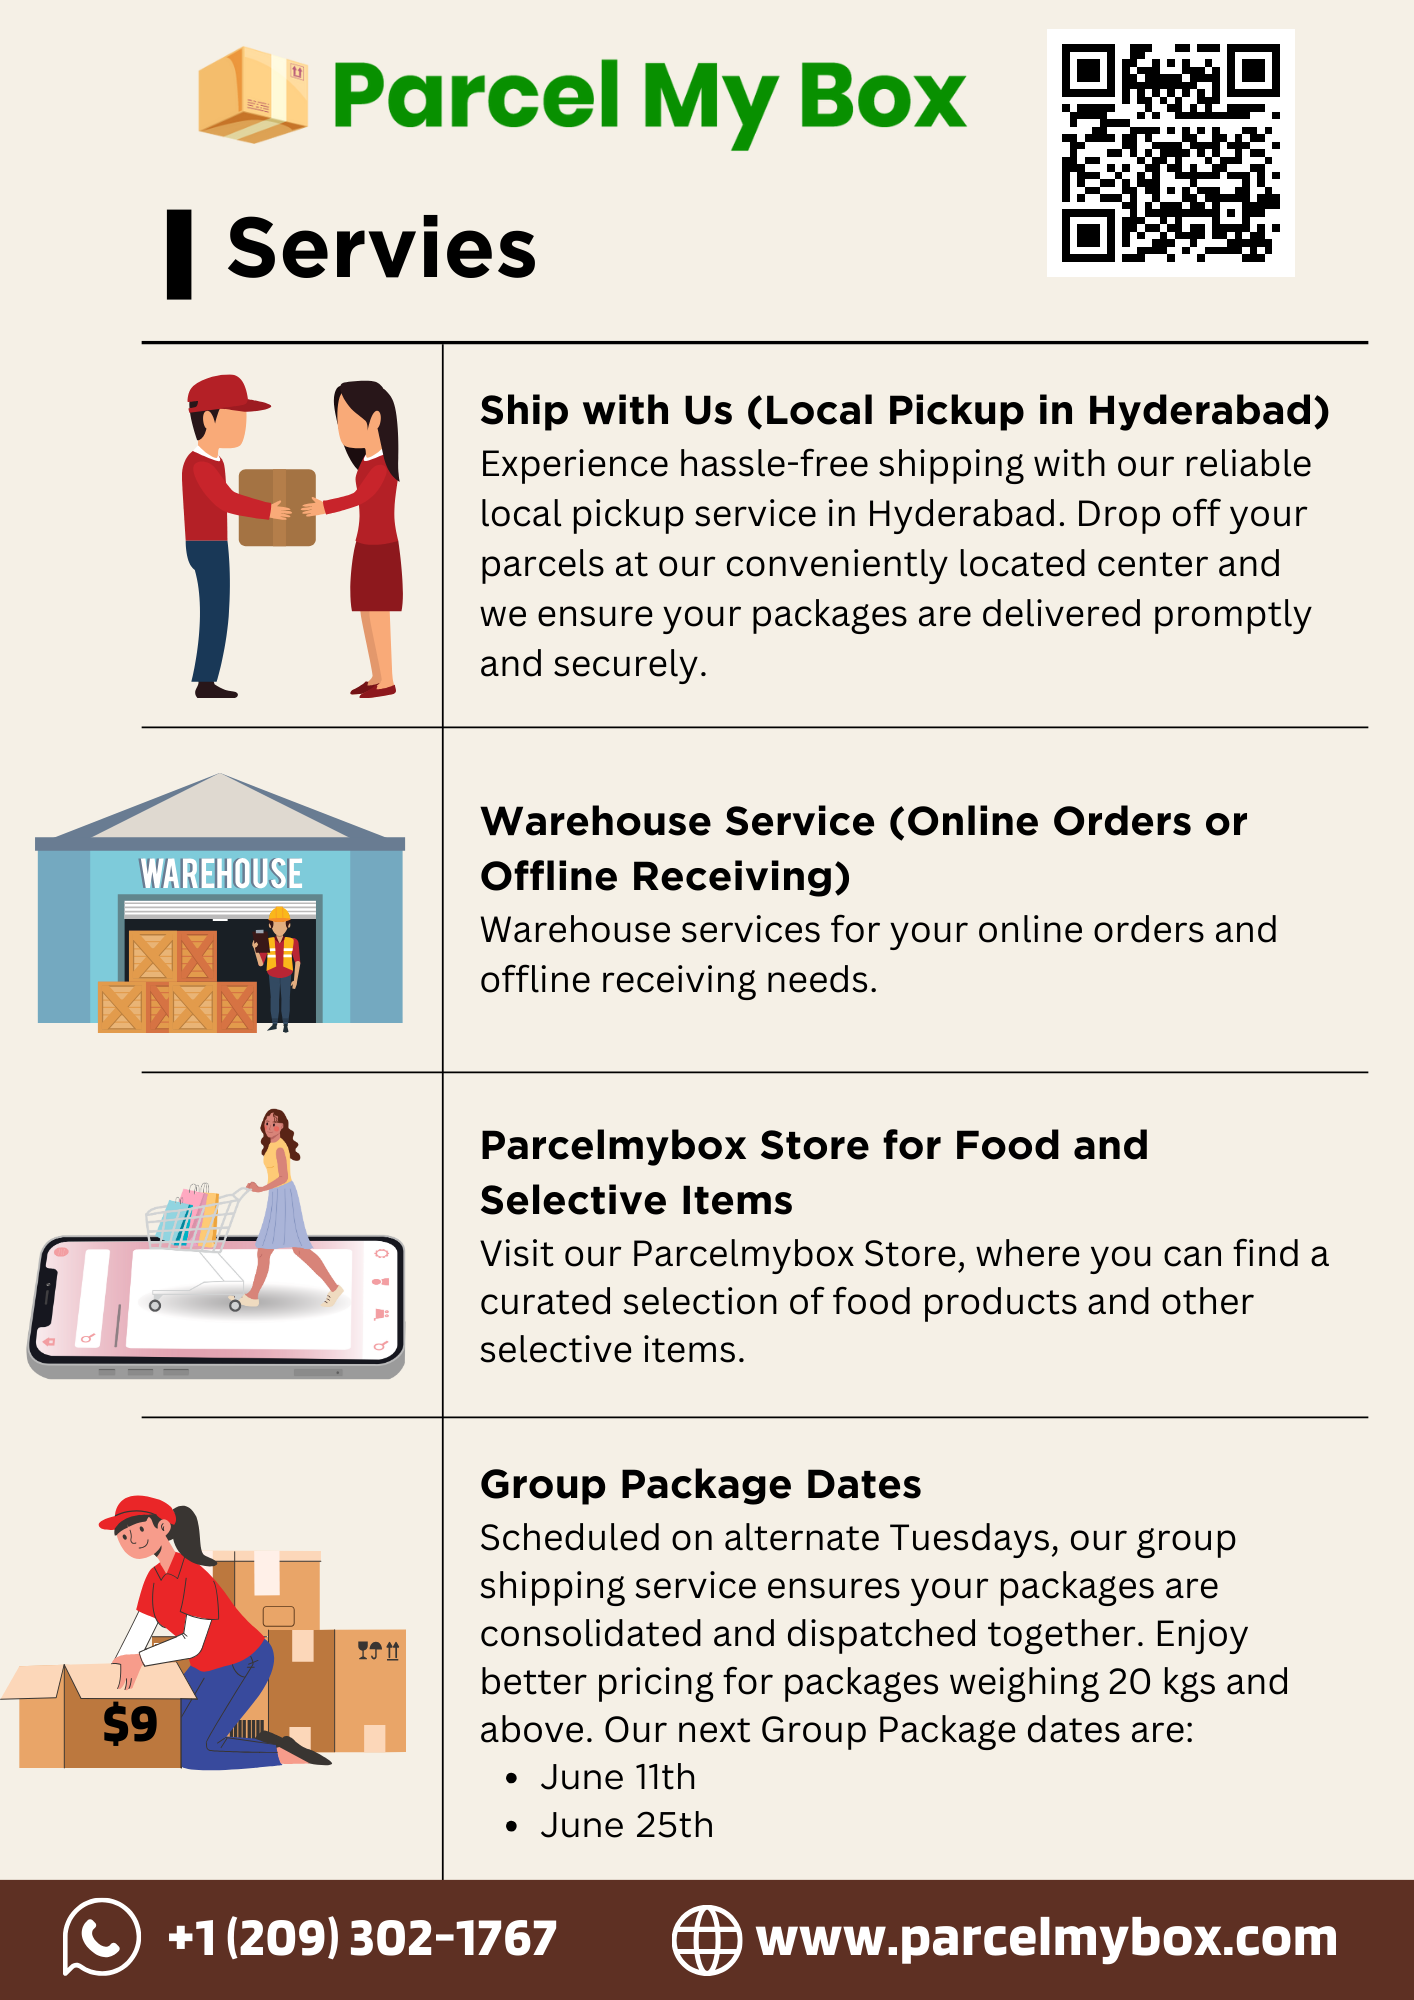 Parcel My Box
Servies
Ship with Us (Local Pickup in Hyderabad)
Experience hassle-free shipping with our reliable
local pickup service in Hyderabad. Drop off your
parcels at our conveniently located center and
we ensure your packages are delivered promptly
and securely.
WAREHOUSE
Warehouse Service (Online Orders or
Offline Receiving)
Warehouse services for your online orders and
offline receiving needs.
Parcelmybox Store for Food and
Selective Items
Visit our Parcelmybox Store, where you can find a
curated selection of food products and other
selective items.
Group Package Dates
Scheduled on alternate Tuesdays, our group
shipping service ensures your packages are
consolidated and dispatched together. Enjoy
better pricing for packages weighing 20 kgs and
above. Our next Group Package dates are:
• June 11th
• June 25th
$9
+1 (209) 302-1767
www.parcelmybox.com